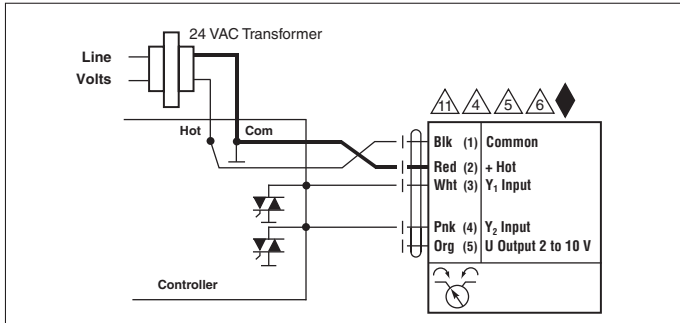 24 VAC Transformer
Line
Volts
Hot
Com
11 4 5 6
Blk (1) Common
Red (2) + Hot
Wht (3) Y₁ Input
Pnk (4) Y₂ Input
Org (5) U Output 2 to 10 V
Controller